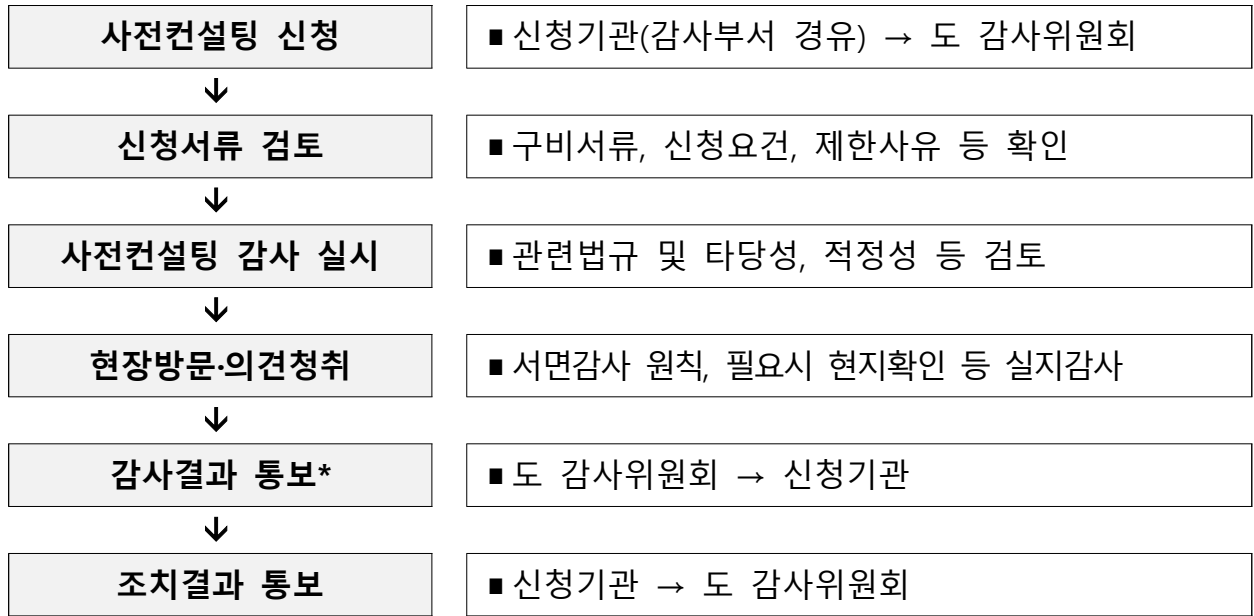 사전컨설팅 신청
■ 신청기관(감사부서 경유) → 도 감사위원회
↓
신청서류 검토
■ 구비서류, 신청요건, 제한사유 등 확인
↓
사전컨설팅 감사 실시
■ 관련법규 및 타당성, 적정성 등 검토
↓
현장방문·의견청취
■ 서면감사 원칙, 필요시 현지확인 등 실지감사
↓
감사결과 통보*
■ 도 감사위원회 → 신청기관
↓
조치결과 통보
■ 신청기관 → 도 감사위원회